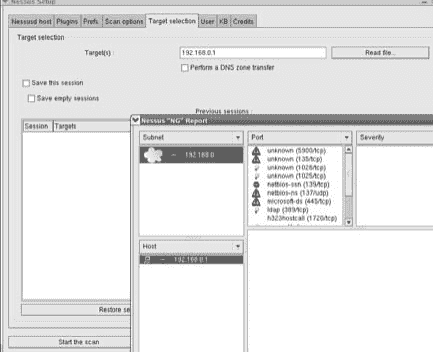 Nessus Setup
Nessusd host Plugins Prefs. Scan options Target selection User KB Credits
Target selection
Target(s) : 192.168.0.1 Read file...
Perform a DNS zone transfer
Save this session
Save empty sessions
Previous sessions :
Session Targets
Nessus "NG" Report
Subnet
192.168.0
Port
unknown (5900/tcp)
unknown (135/tcp)
unknown (1026/tcp)
unknown (1025/tcp)
netbios-ssn (139/tcp)
netbios-ns (137/udp)
microsoft-ds (445/tcp)
ldap (389/tcp)
h323hostcall (1720/tcp)
Severity
Host
192.168.0.1
Restore se
Start the scan